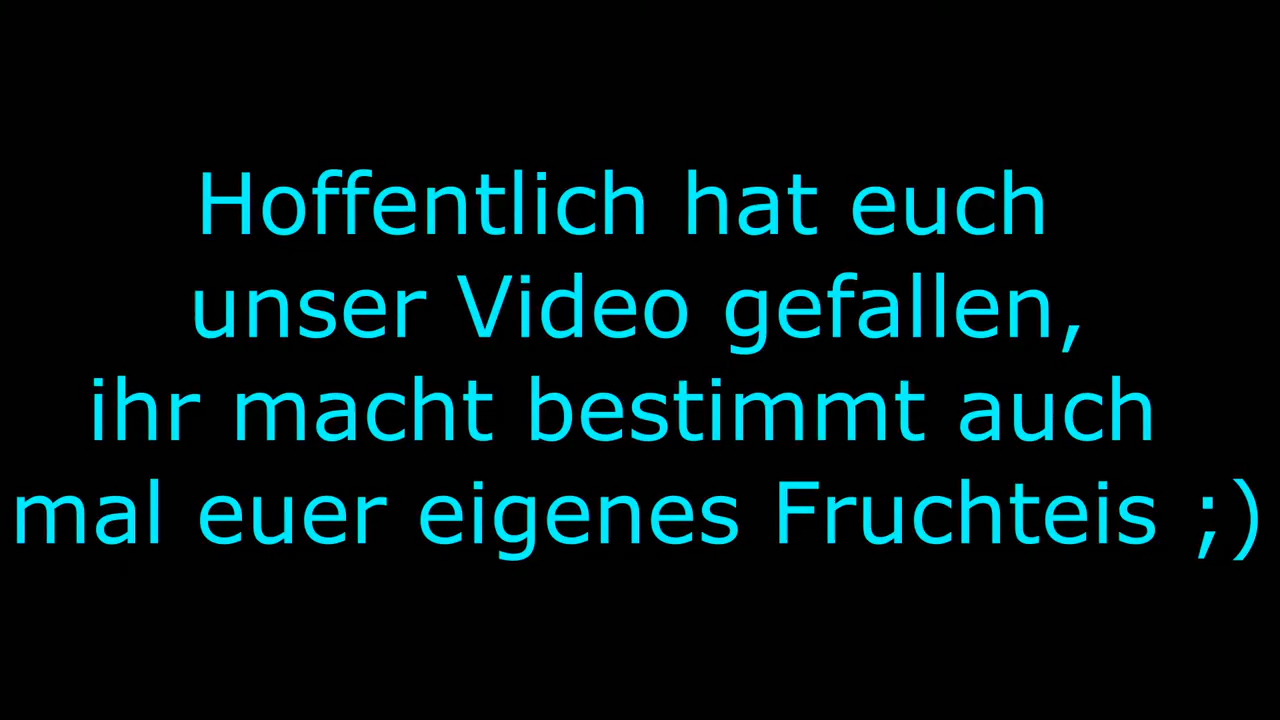 Hoffentlich hat euch
unser Video gefallen,
ihr macht bestimmt auch
mal euer eigenes Fruchteis ;)